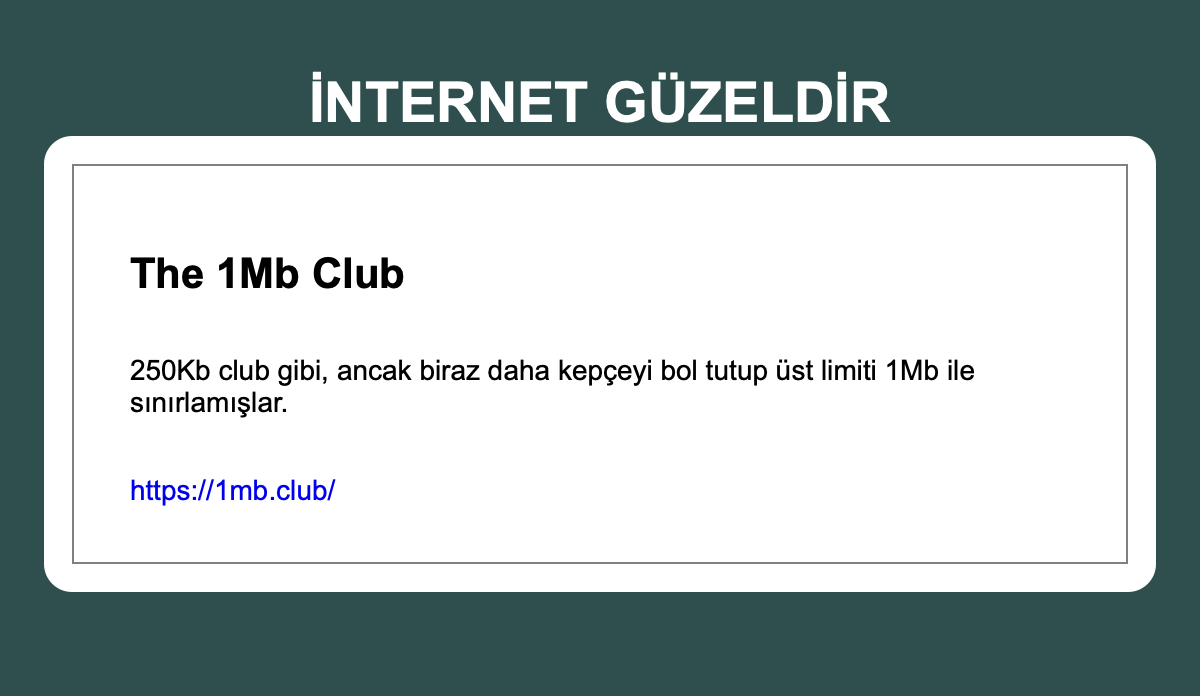 İNTERNET GÜZELDİR
The 1Mb Club
250Kb club gibi, ancak biraz daha kepçeyi bol tutup üst limiti 1Mb ile
sınırlamışlar.
https://1mb.club/